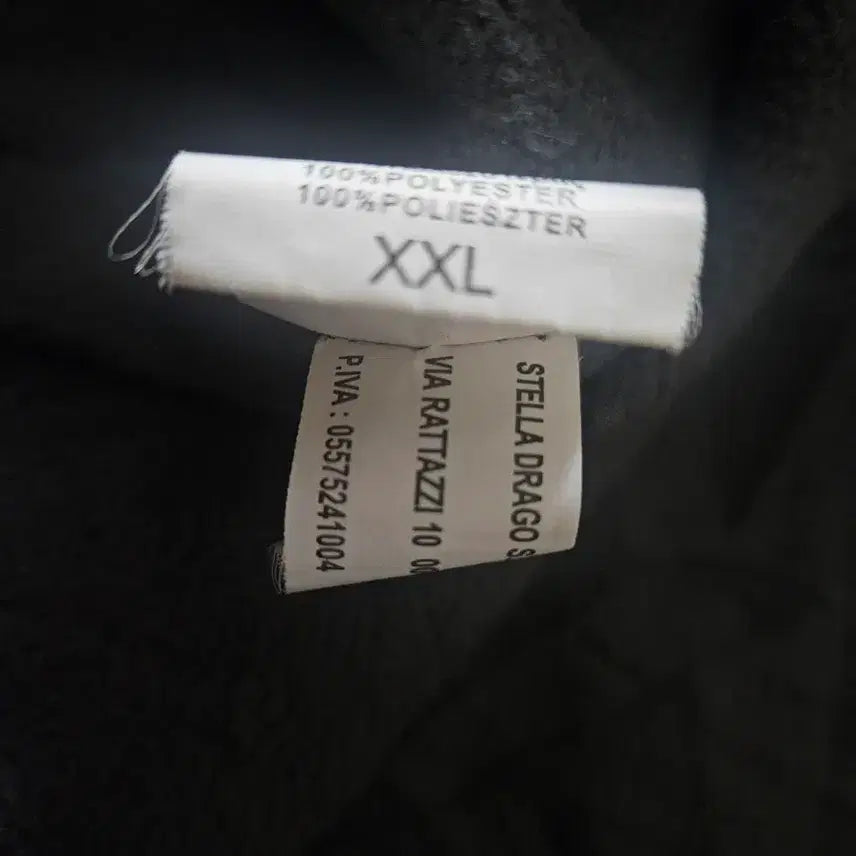 100%POLYESTER
100%POLIESZTER
XXL
STELLA DRAGO
VIA RATTAZZI 10
P.IVA : 05575241004